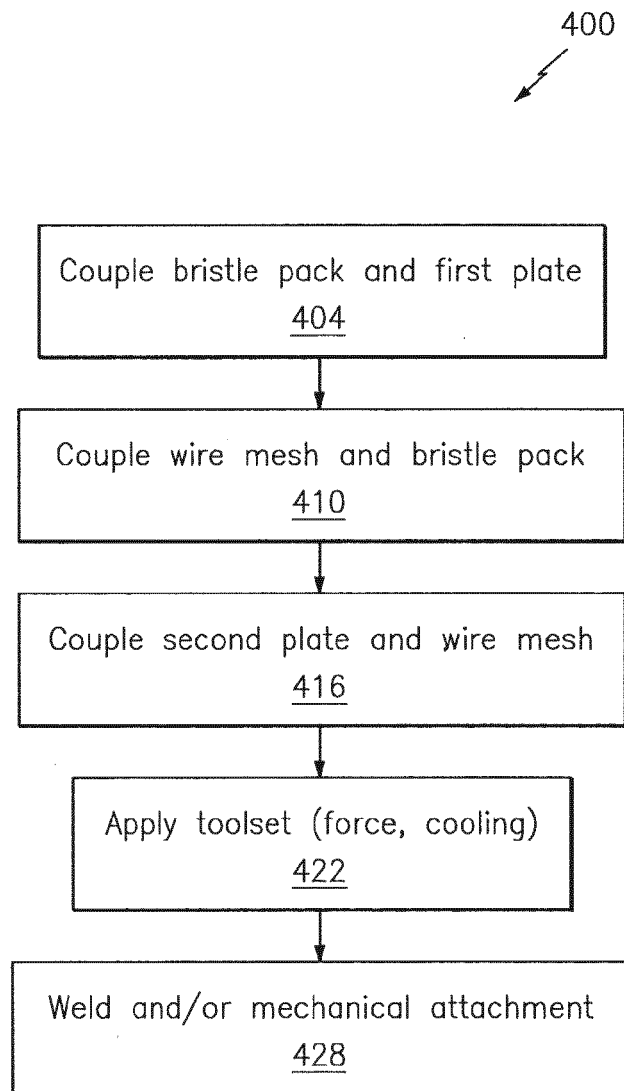 400
Couple bristle pack and first plate
404
Couple wire mesh and bristle pack
410
Couple second plate and wire mesh
416
Apply toolset (force, cooling)
422
Weld and/or mechanical attachment
428